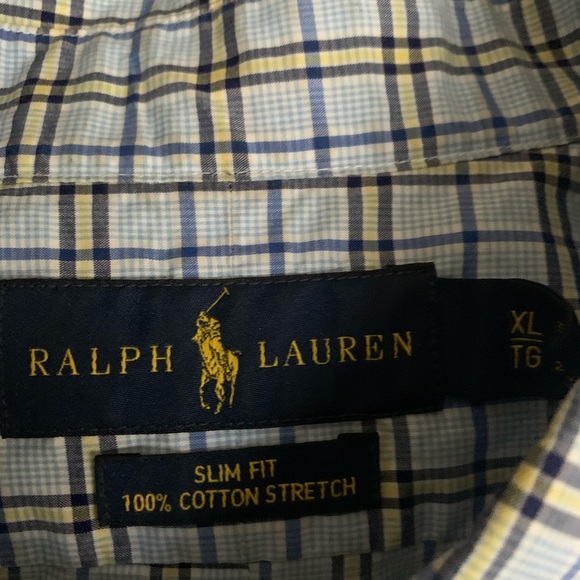 RALPH LAUREN
XL
TG
SLIM FIT
100% COTTON STRETCH